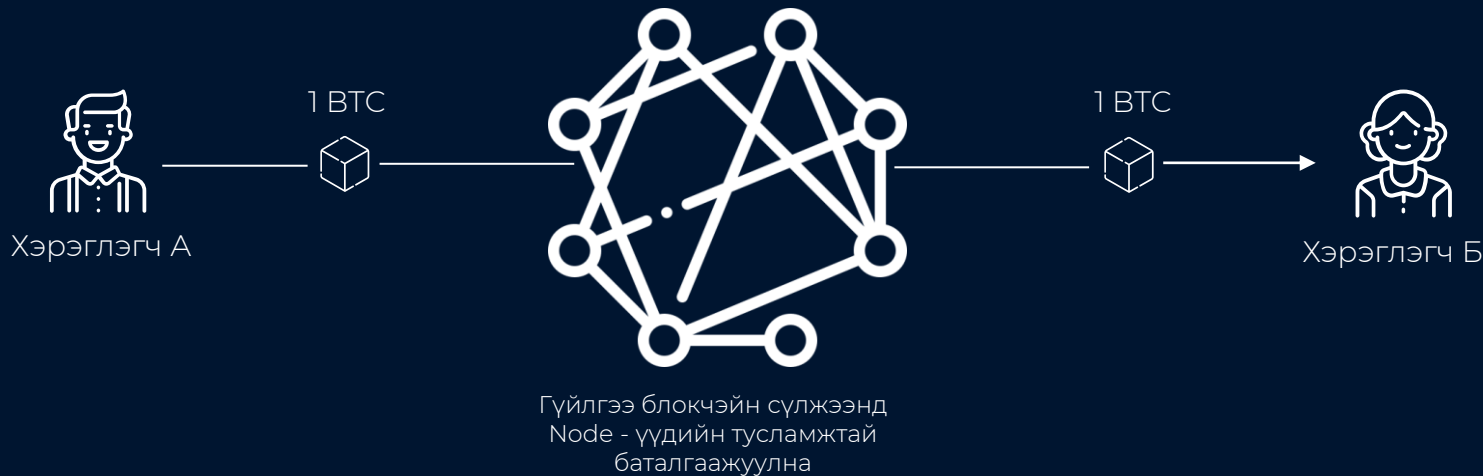 1 BTC
1 BTC
Хэрэглэгч А
Хэрэглэгч Б
Гүйлгээ блокчэйн сүлжээнд
Node - үүдийн тусламжтай
баталгаажуулна